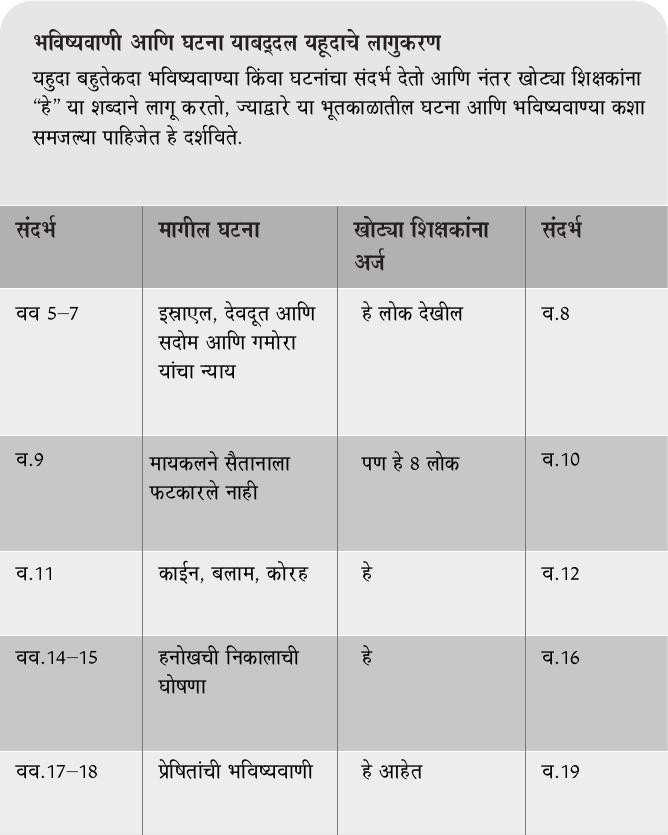 भविष्यवाणी आणि घटना याबद्दल यहूदाचे लागुकरण
यहुदा बहुतेकदा भविष्यवाण्या किंवा घटनांचा संदर्भ देतो आणि नंतर खोट्या शिक्षकांना
“हे” या शब्दाने लागू करतो, ज्याद्वारे या भूतकाळातील घटना आणि भविष्यवाण्या कशा
समजल्या पाहिजेत हे दर्शविते.
संदर्भ
मागील घटना
खोट्या शिक्षकांना
अर्ज
संदर्भ
वव 5–7
इस्राएल, देवदूत आणि
सदोम आणि गमोरा
यांचा न्याय
हे लोक देखील
व.8
व.9
मायकलने सैतानाला
फटकारले नाही
पण हे 8 लोक
व.10
व.11
काईन, बलाम, कोरह
हे
व.12
वव.14–15
हनोखची निकालाची
घोषणा
हे
व.16
वव.17–18
प्रेषितांची भविष्यवाणी
हे आहेत
व.19